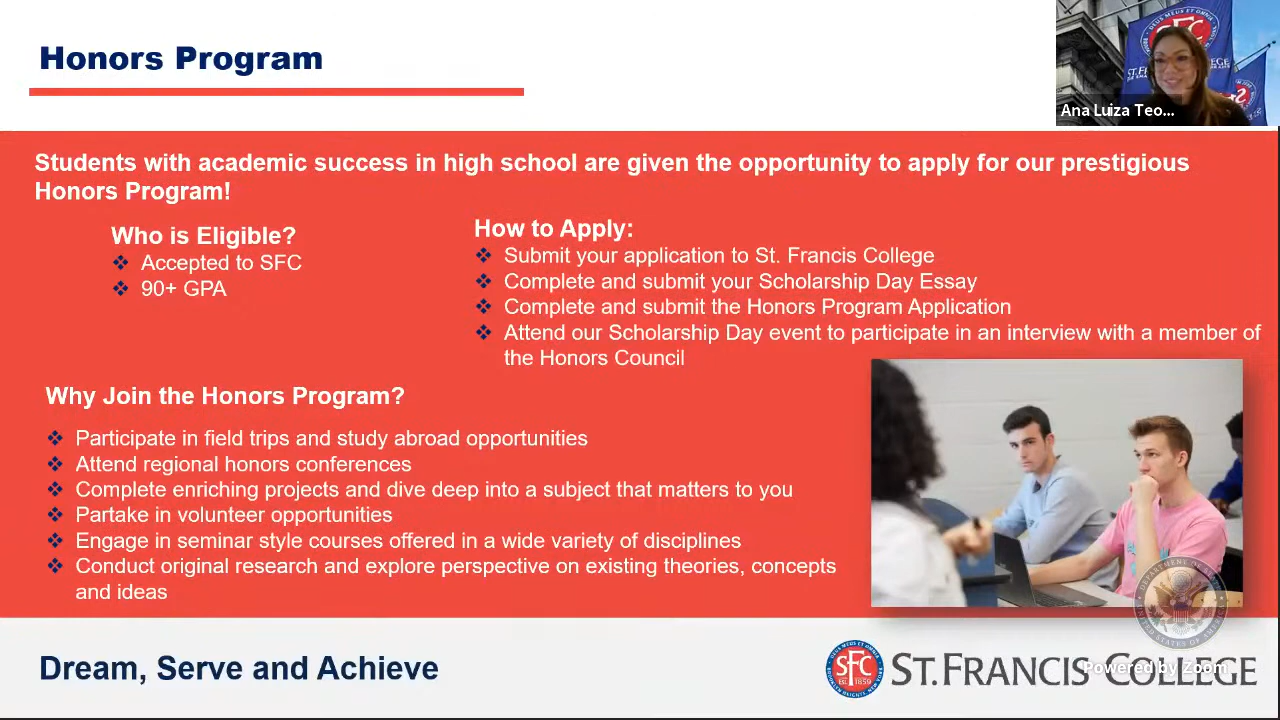 Honors Program
Ana Luiza Teo...
Students with academic success in high school are given the opportunity to apply for our prestigious
Honors Program!
Who is Eligible?
❖ Accepted to SFC
❖ 90+ GPA
How to Apply:
❖ Submit your application to St. Francis College
❖ Complete and submit your Scholarship Day Essay
❖ Complete and submit the Honors Program Application
❖ Attend our Scholarship Day event to participate in an interview with a member of
the Honors Council
Why Join the Honors Program?
❖ Participate in field trips and study abroad opportunities
❖ Attend regional honors conferences
❖ Complete enriching projects and dive deep into a subject that matters to you
❖ Partake in volunteer opportunities
❖ Engage in seminar style courses offered in a wide variety of disciplines
❖ Conduct original research and explore perspective on existing theories, concepts
and ideas
Dream, Serve and Achieve
SFC
ST. FRANCIS COLLEGE
Powered by Zoom